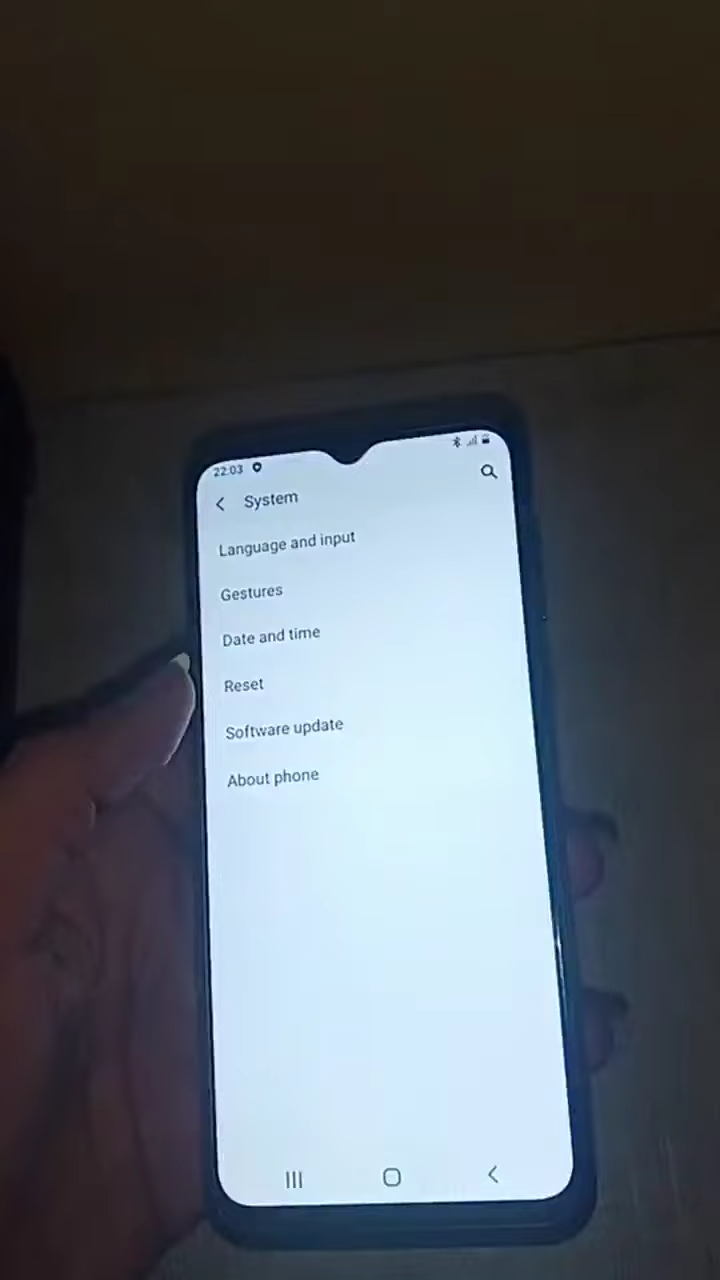 22:03
System
Language and input
Gestures
Date and time
Reset
Software update
About phone